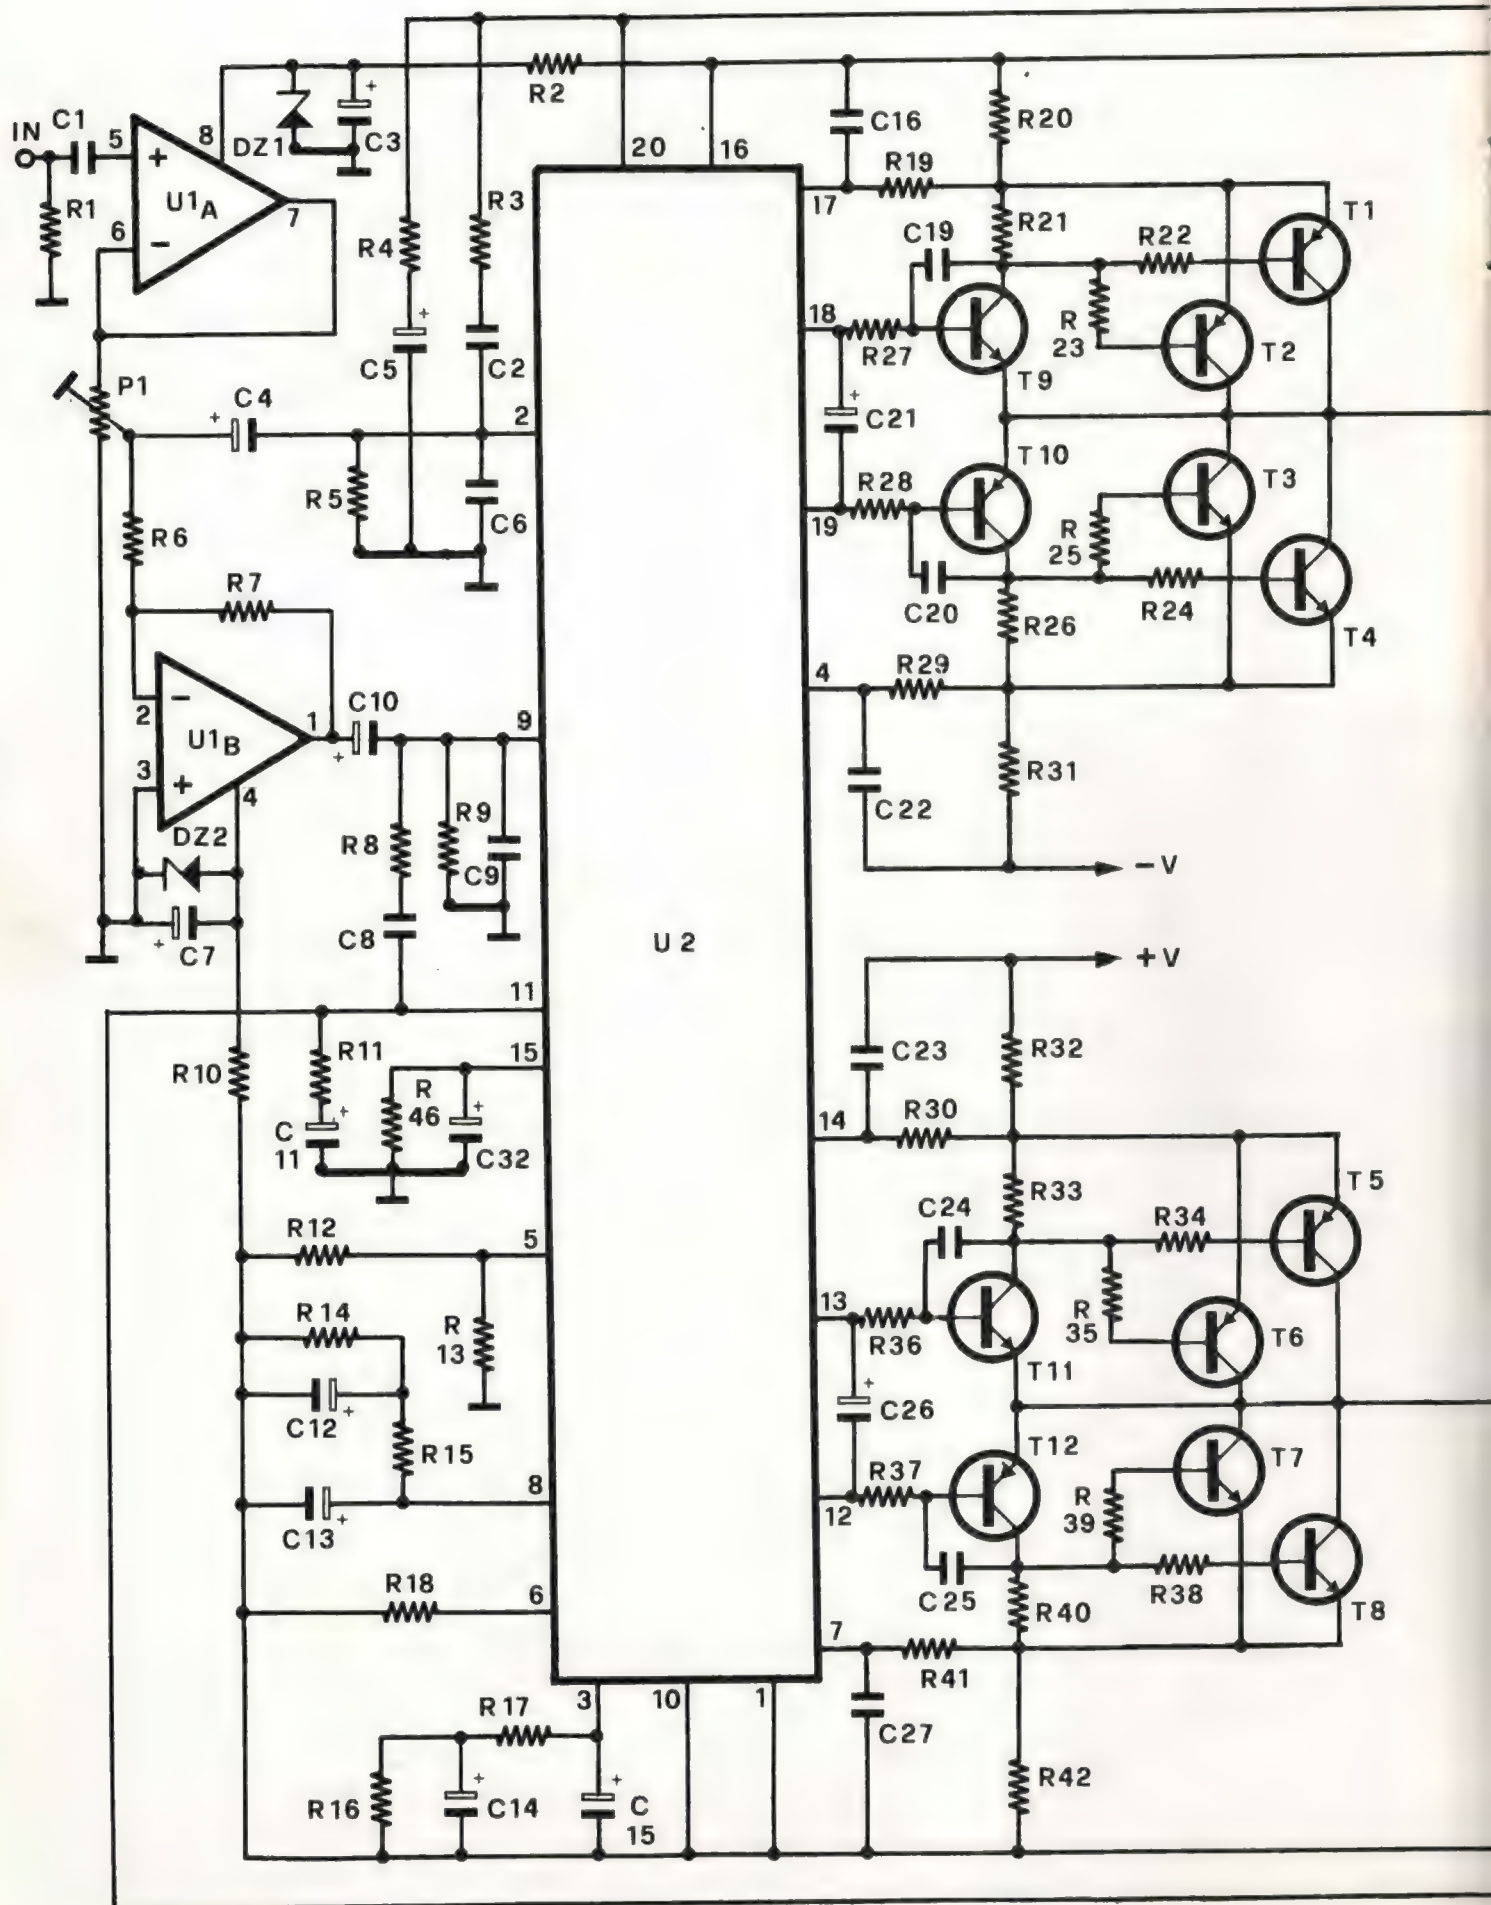 R2
IN
C1
5
+
8
DZ1
+
C3
C16
R20
20
16
R1
U1A
7
6
−
R4
R3
17
R19
R21
T1
C19
R22
P1
+
C5
C2
18
R27
T9
R
23
T2
C4
+
2
+
C21
T10
R5
C6
R28
T3
R6
19
R
25
R7
C20
R26
R24
T4
4
R29
−
2
U1B
1
C10
+
9
3
+
4
R31
C22
DZ2
R8
R9
C9
− V
+
C7
C8
U 2
+ V
11
R10
R11
15
C23
R32
+
C
11
R
46
+
C32
14
R30
R33
T5
R12
5
C24
R34
R14
R
13
13
R36
R
35
T6
T11
C12
+
+
C26
R15
T12
T7
R37
8
12
R
39
C13
+
R18
6
C25
R40
R38
T8
7
R41
3
10
1
R17
C27
R16
+
C14
+
C
15
R42